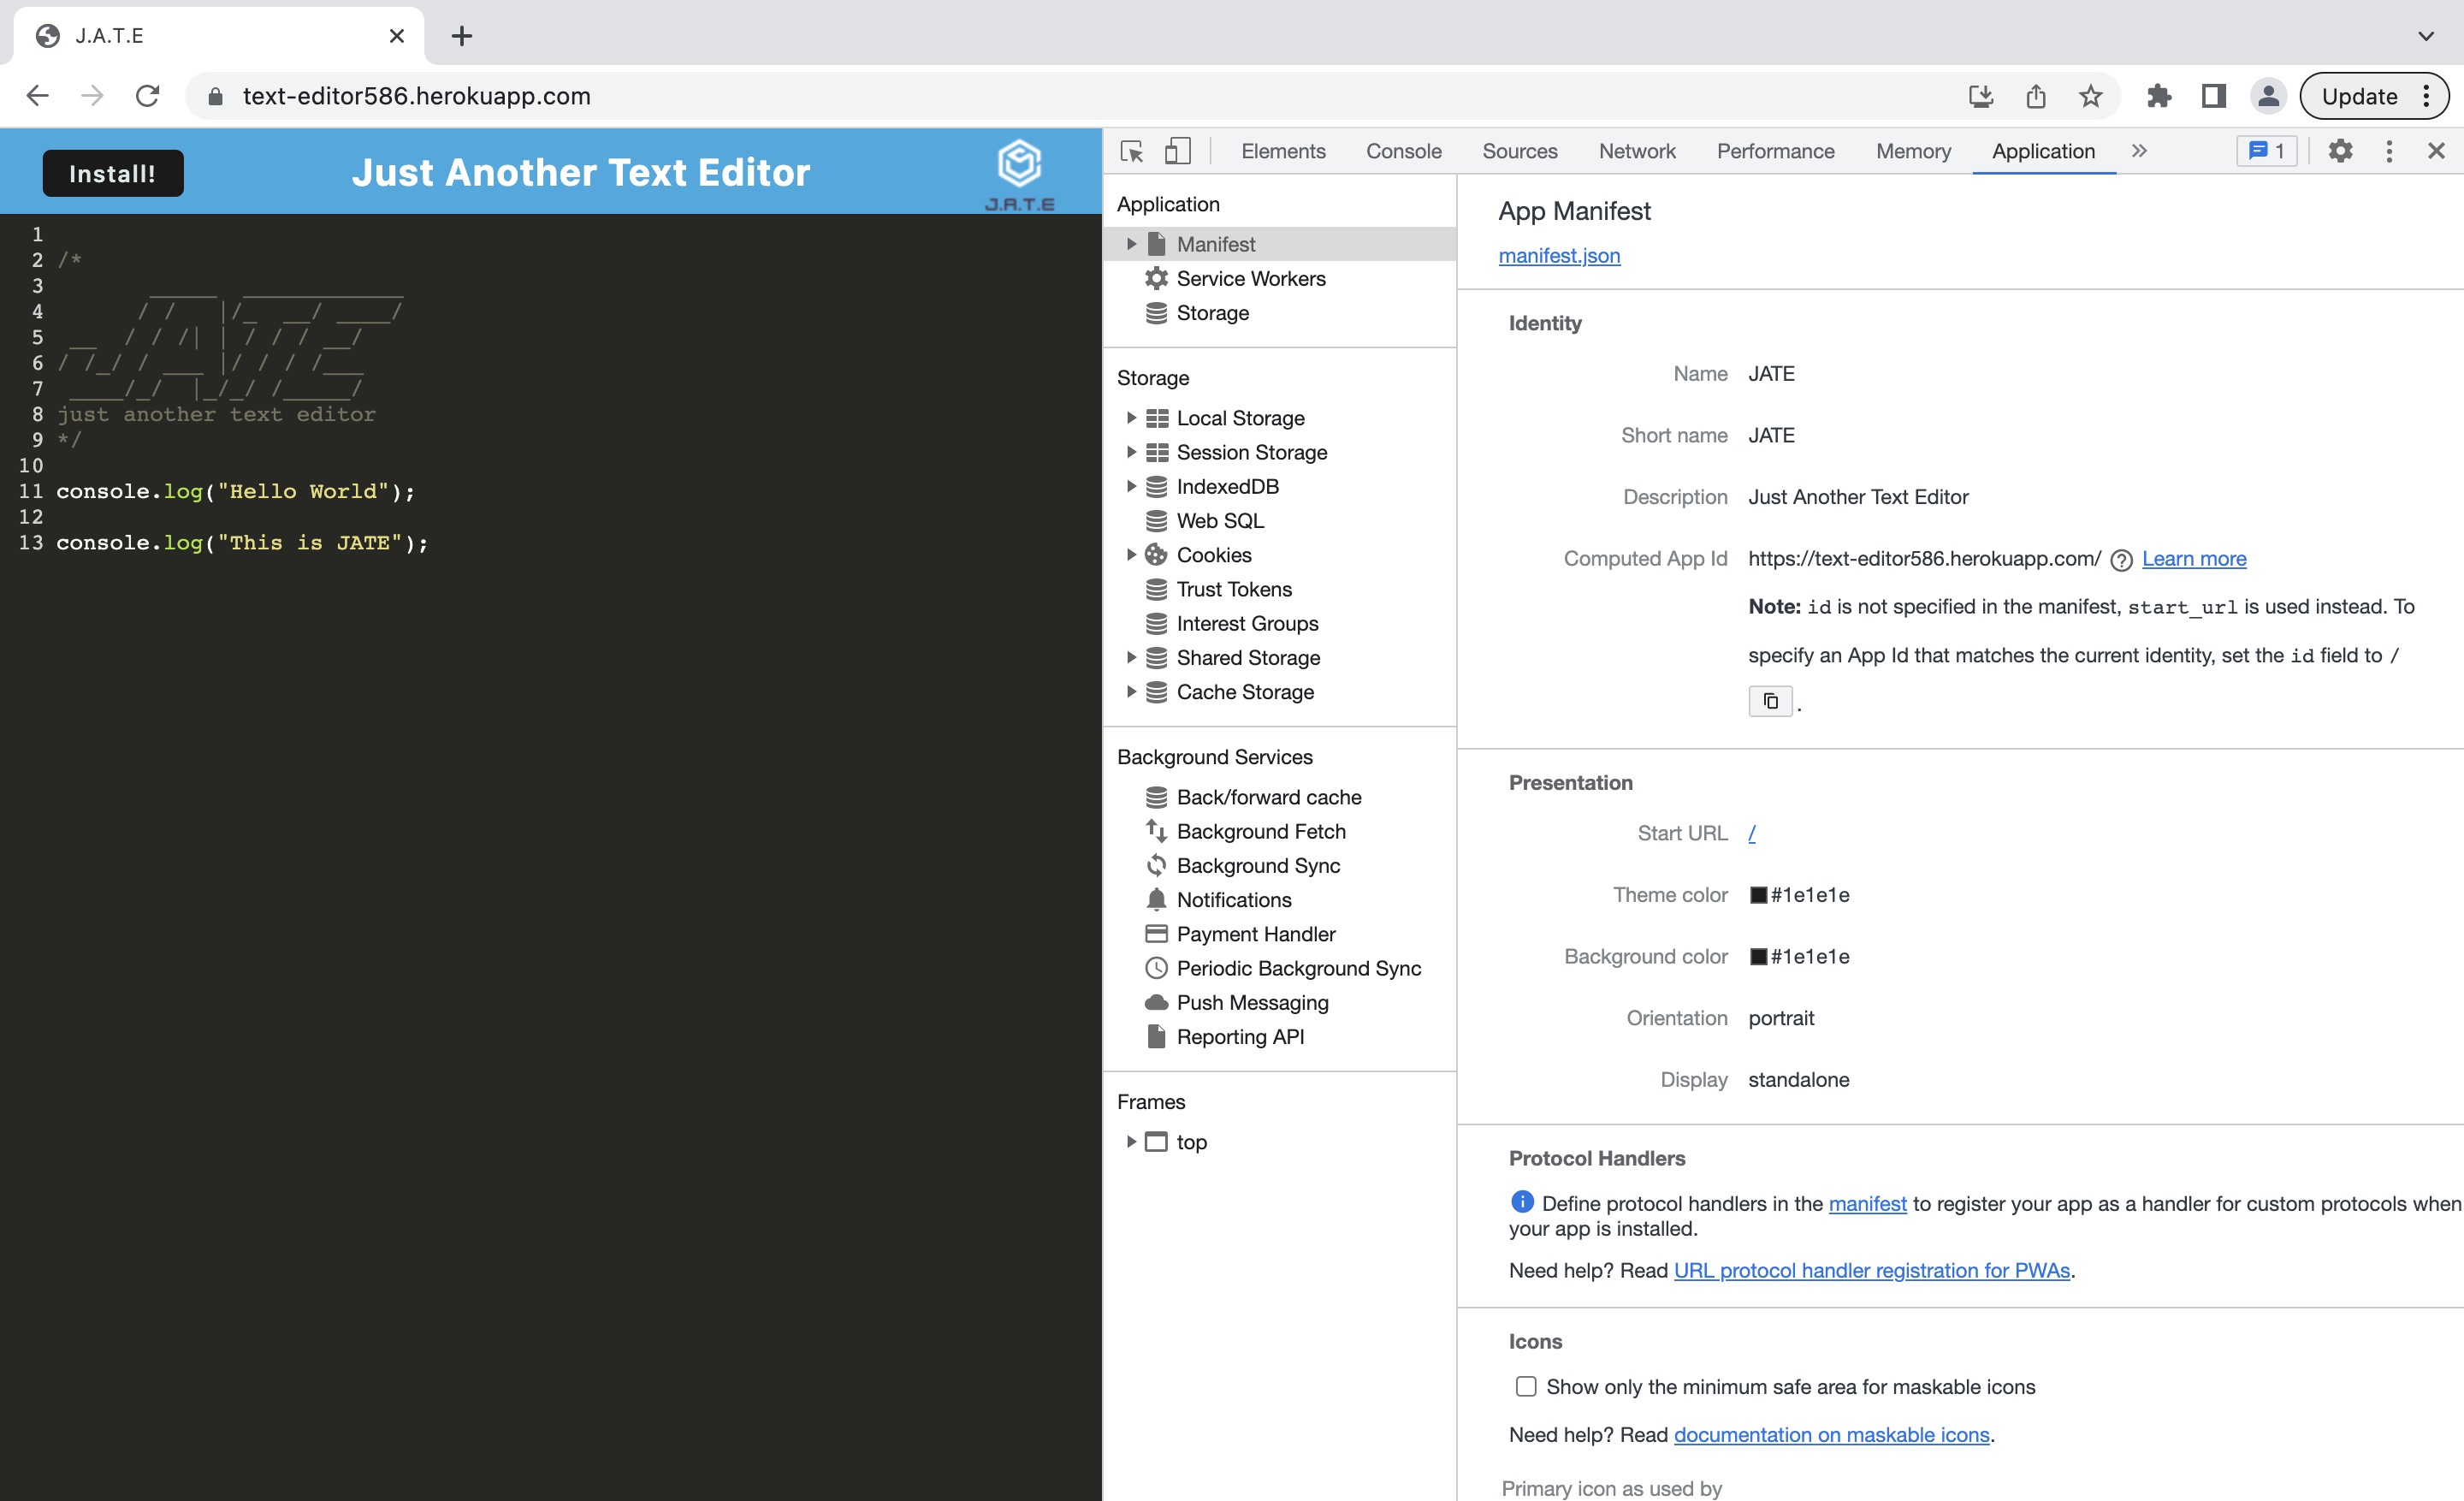 J.A.T.E
text-editor586.herokuapp.com
Update
Install!
Just Another Text Editor
J.A.T.E
1
2 /*
3      _____  ____________
4      / /   |/_  __/ ____/
5  __  / / /| | / / / __/
6 / /_/ / ___ |/ / / /___
7  ____/_/  |_/_/ /_____/
8 just another text editor
9 */
10
11 console.log("Hello World");
12
13 console.log("This is JATE");
Elements Console Sources Network Performance Memory Application 1
Application
Manifest
Service Workers
Storage
Storage
Local Storage
Session Storage
IndexedDB
Web SQL
Cookies
Trust Tokens
Interest Groups
Shared Storage
Cache Storage
Background Services
Back/forward cache
Background Fetch
Background Sync
Notifications
Payment Handler
Periodic Background Sync
Push Messaging
Reporting API
Frames
top
App Manifest
manifest.json
Identity
Name JATE
Short name JATE
Description Just Another Text Editor
Computed App Id https://text-editor586.herokuapp.com/ ? Learn more
Note: id is not specified in the manifest, start_url is used instead. To
specify an App Id that matches the current identity, set the id field to /
.
Presentation
Start URL /
Theme color #1e1e1e
Background color #1e1e1e
Orientation portrait
Display standalone
Protocol Handlers
Define protocol handlers in the manifest to register your app as a handler for custom protocols when
your app is installed.
Need help? Read URL protocol handler registration for PWAs.
Icons
Show only the minimum safe area for maskable icons
Need help? Read documentation on maskable icons.
Primary icon as used by